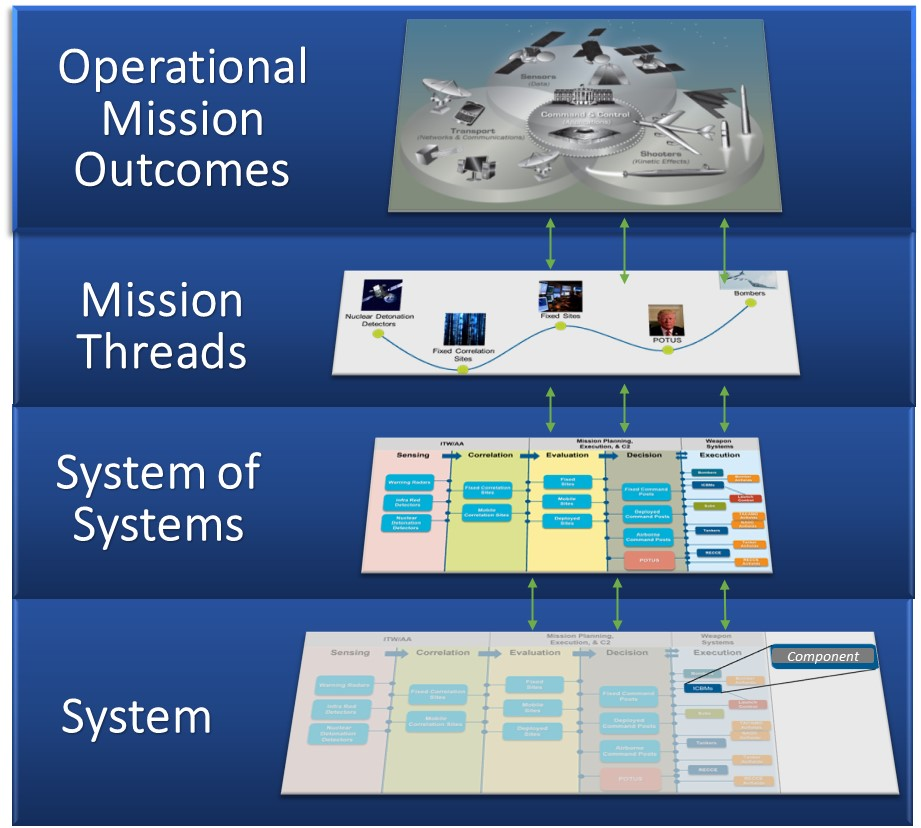 Operational
Mission
Outcomes
Sensors
(Data)
Command & Control
Transport
(Networks & Communications)
Shooters
(Kinetic Effects)
Mission
Threads
Nuclear Detonation
Detectors
Fixed Correlation
Sites
Fixed Sites
POTUS
Bombers
System of
Systems
ITW/AA
Mission Planning,
Execution, & C2
Weapon
Systems
Sensing
Correlation
Evaluation
Decision
Execution
Warning Radars
Infra Red
Detectors
Nuclear
Detonation
Detectors
Fixed Correlation
Sites
Mobile
Correlation Sites
Fixed
Sites
Mobile
Sites
Deployed
Sites
Fixed Command
Posts
Deployed
Command Posts
Airborne
Command Posts
POTUS
Bombers
ICBMs
Subs
Tankers
RECCE
System
ITW/AA
Mission Planning,
Execution, & C2
Weapon
Systems
Sensing
Correlation
Evaluation
Decision
Execution
Warning Radars
Infra Red
Detectors
Nuclear
Detonation
Detectors
Fixed Correlation
Sites
Mobile
Correlation Sites
Fixed
Sites
Mobile
Sites
Deployed
Sites
Fixed Command
Posts
Deployed
Command Posts
Airborne
Command Posts
POTUS
ICBMs
Tankers
RECCE
Component